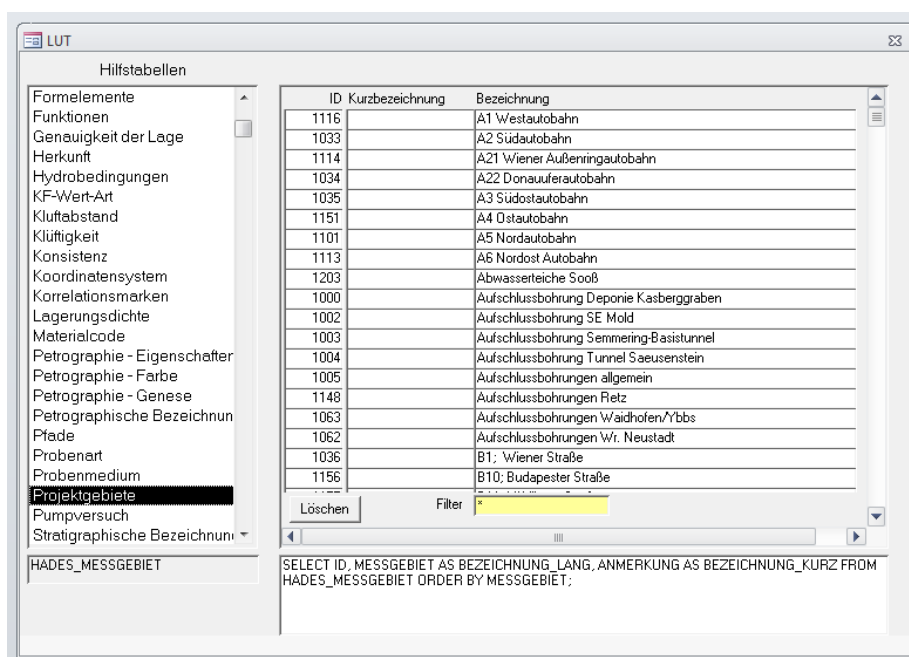 LUT
Hilfstabellen
Formelemente
Funktionen
Genauigkeit der Lage
Herkunft
Hydrobedingungen
KF-Wert-Art
Kluftabstand
Klüftigkeit
Konsistenz
Koordinatensystem
Korrelationsmarken
Lagerungsdichte
Materialcode
Petrographie - Eigenschaften
Petrographie - Farbe
Petrographie - Genese
Petrographische Bezeichnun
Pfade
Probenart
Probenmedium
Projektgebiete
Pumpversuch
Stratigraphische Bezeichnun
HADES_MESSGEBIET
ID Kurzbezeichnung Bezeichnung
1116 A1 Westautobahn
1033 A2 Südautobahn
1114 A21 Wiener Außenringautobahn
1034 A22 Donauuferautobahn
1035 A3 Südostautobahn
1151 A4 Ostautobahn
1101 A5 Nordautobahn
1113 A6 Nordost Autobahn
1203 Abwasserteiche Sooß
1000 Aufschlussbohrung Deponie Kasberggraben
1002 Aufschlussbohrung SE Mold
1003 Aufschlussbohrung Semmering-Basistunnel
1004 Aufschlussbohrung Tunnel Saeusenstein
1005 Aufschlussbohrungen allgemein
1148 Aufschlussbohrungen Retz
1063 Aufschlussbohrungen Waidhofen/Ybbs
1062 Aufschlussbohrungen Wr. Neustadt
1036 B1; Wiener Straße
1156 B10; Budapester Straße
Löschen Filter *
SELECT ID, MESSGEBIET AS BEZEICHNUNG_LANG, ANMERKUNG AS BEZEICHNUNG_KURZ FROM
HADES_MESSGEBIET ORDER BY MESSGEBIET;